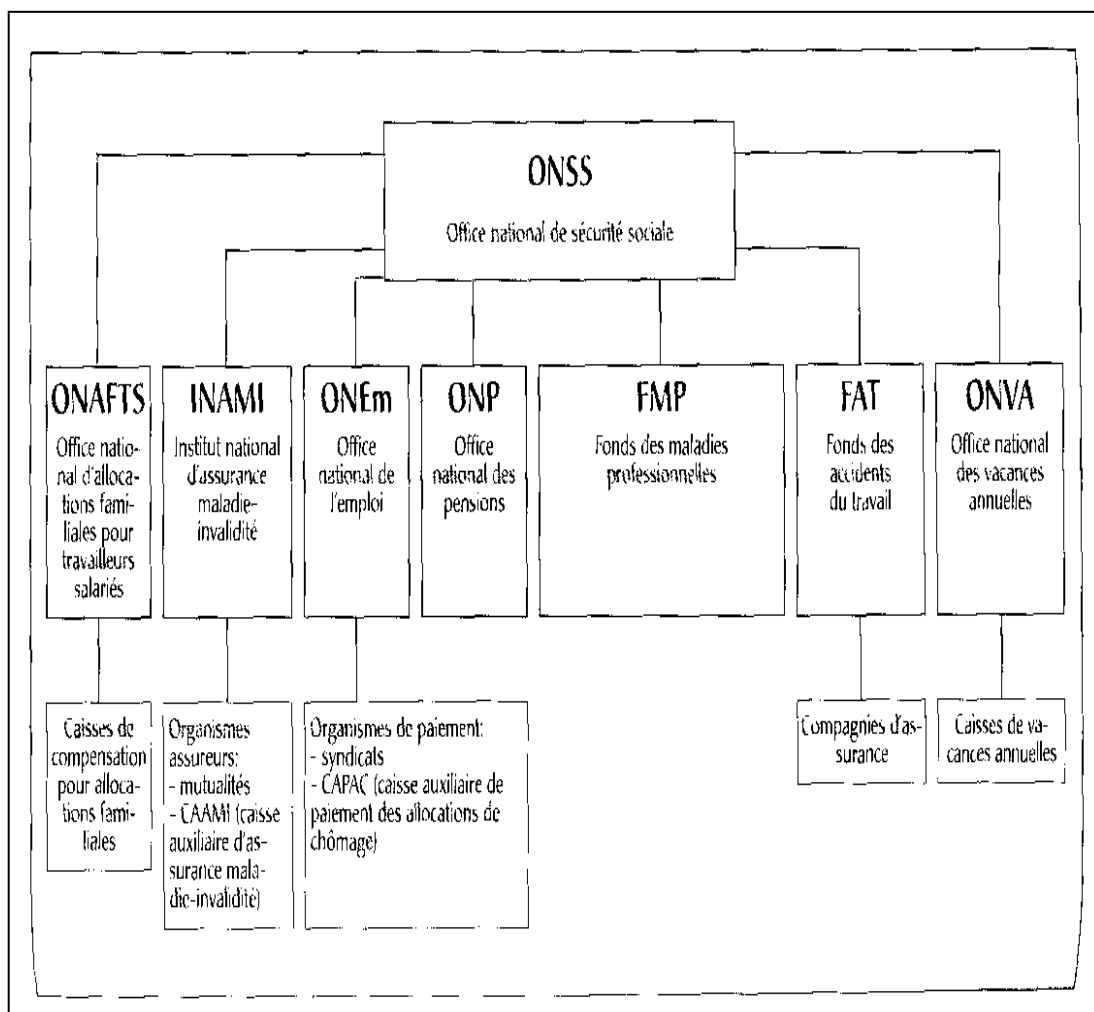 ONSS
Office national de sécurité sociale
ONAFTS
Office natio-
nal d'alloca-
tions fami-
liales pour
travailleurs
salariés
INAMI
Institut national
d'assurance
maladie-
invalidité
ONEm
Office
national de
l'emploi
ONP
Office
national des
pensions
FMP
Fonds des maladies
professionnelles
FAT
Fonds des
accidents
du travail
ONVA
Office national
des vacances
annuelles
Caisses de
compensation
pour alloca-
tions fami-
liales
Organismes
assureurs:
- mutualités
- CAAMI (caisse
auxiliaire d'as-
surance mala-
die-invalidité)
Organismes de paiement:
- syndicats
- CAPAC (caisse auxiliaire de
paiement des allocations de
chômage)
Compagnies d'as-
surance
Caisses de va-
cances annuelles